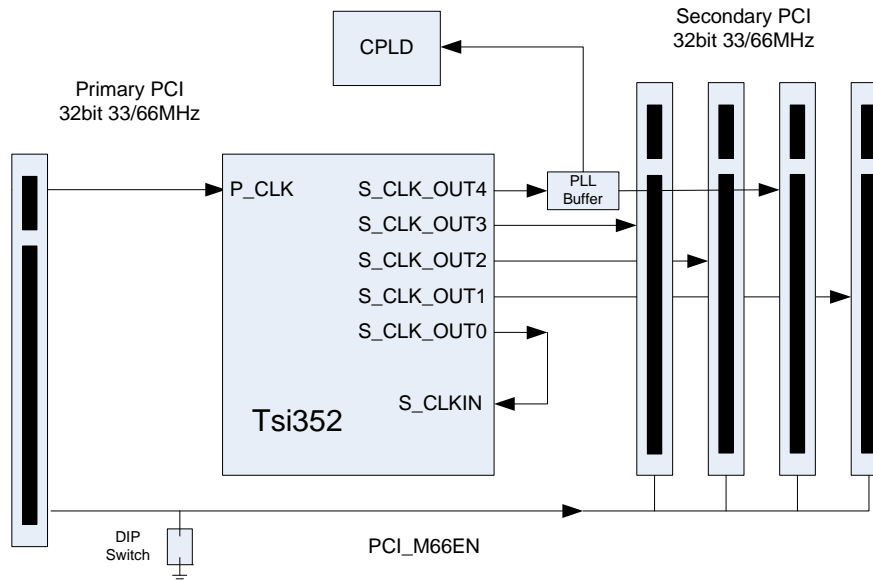 Secondary PCI
32bit 33/66MHz
CPLD
Primary PCI
32bit 33/66MHz
P_CLK
S_CLK_OUT4
PLL
Buffer
S_CLK_OUT3
S_CLK_OUT2
S_CLK_OUT1
S_CLK_OUT0
S_CLKIN
Tsi352
DIP
Switch
PCI_M66EN